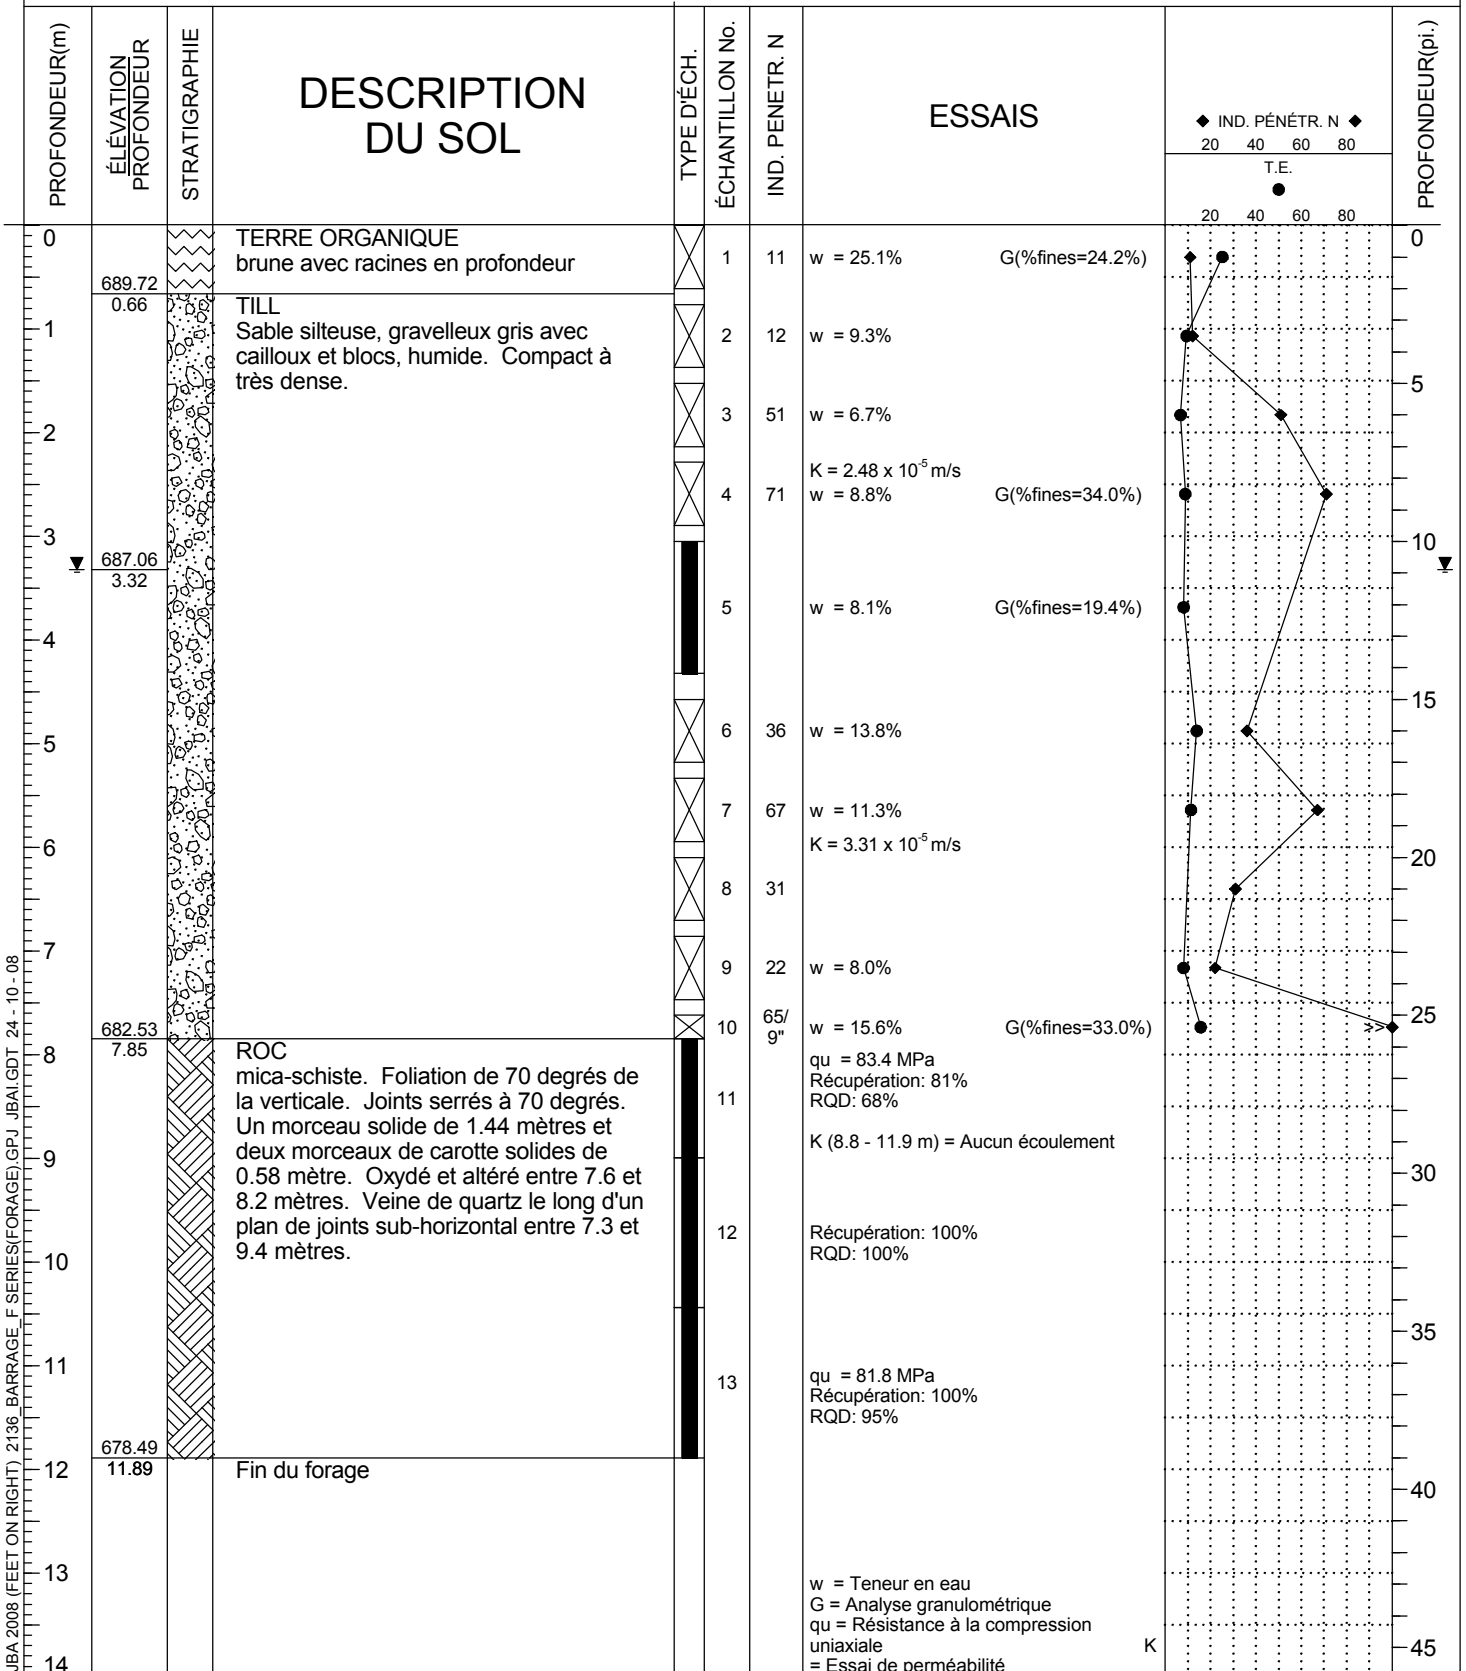 PROFONDEUR(m)
ÉLÉVATION
PROFONDEUR
STRATIGRAPHIE
DESCRIPTION
DU SOL
TYPE D'ÉCH.
ÉCHANTILLON No.
IND. PENETR. N
ESSAIS
◆ IND. PÉNÉTR. N ◆
20 40 60 80
T.E.
●
20 40 60 80
PROFONDEUR(pi.)
0 TERRE ORGANIQUE 0
brune avec racines en profondeur
1 11 w = 25.1% G(%fines=24.2%)
689.72
0.66
TILL
1 Sable silteuse, gravelleux gris avec
2 12 w = 9.3%
cailloux et blocs, humide. Compact à
très dense.
5
3 51 w = 6.7%
2
K = 2.48 x 10-5 m/s
4 71 w = 8.8% G(%fines=34.0%)
3
10
687.06
3.32
5 w = 8.1% G(%fines=19.4%)
4
15
6 36 w = 13.8%
5
7 67 w = 11.3%
K = 3.31 x 10-5 m/s
6
20
8 31
7
9 22 w = 8.0%
25
682.53
10 65/
9"
w = 15.6% G(%fines=33.0%)
>>
7.85
8
ROC
mica-schiste. Foliation de 70 degrés de
la verticale. Joints serrés à 70 degrés.
Un morceau solide de 1.44 mètres et
deux morceaux de carotte solides de
0.58 mètre. Oxydé et altéré entre 7.6 et
8.2 mètres. Veine de quartz le long d'un
plan de joints sub-horizontal entre 7.3 et
9.4 mètres.
11
qu = 83.4 MPa
Récupération: 81%
RQD: 68%
K (8.8 - 11.9 m) = Aucun écoulement
9
30
12
Récupération: 100%
RQD: 100%
10
35
11
13
qu = 81.8 MPa
Récupération: 100%
RQD: 95%
678.49
11.89
12
Fin du forage
40
13
w = Teneur en eau
G = Analyse granulométrique
qu = Résistance à la compression
uniaxiale K
= Essai de perméabilité
45
14
JBA 2008 (FEET ON RIGHT) 2136_BARRAGE_F SERIES(FORAGE).GPJ JBAI.GDT 24 - 10 - 08